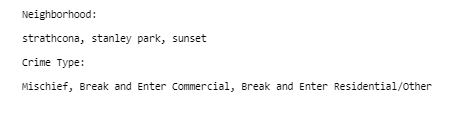 Neighborhood:
strathcona, stanley park, sunset
Crime Type:
Mischief, Break and Enter Commercial, Break and Enter Residential/Other